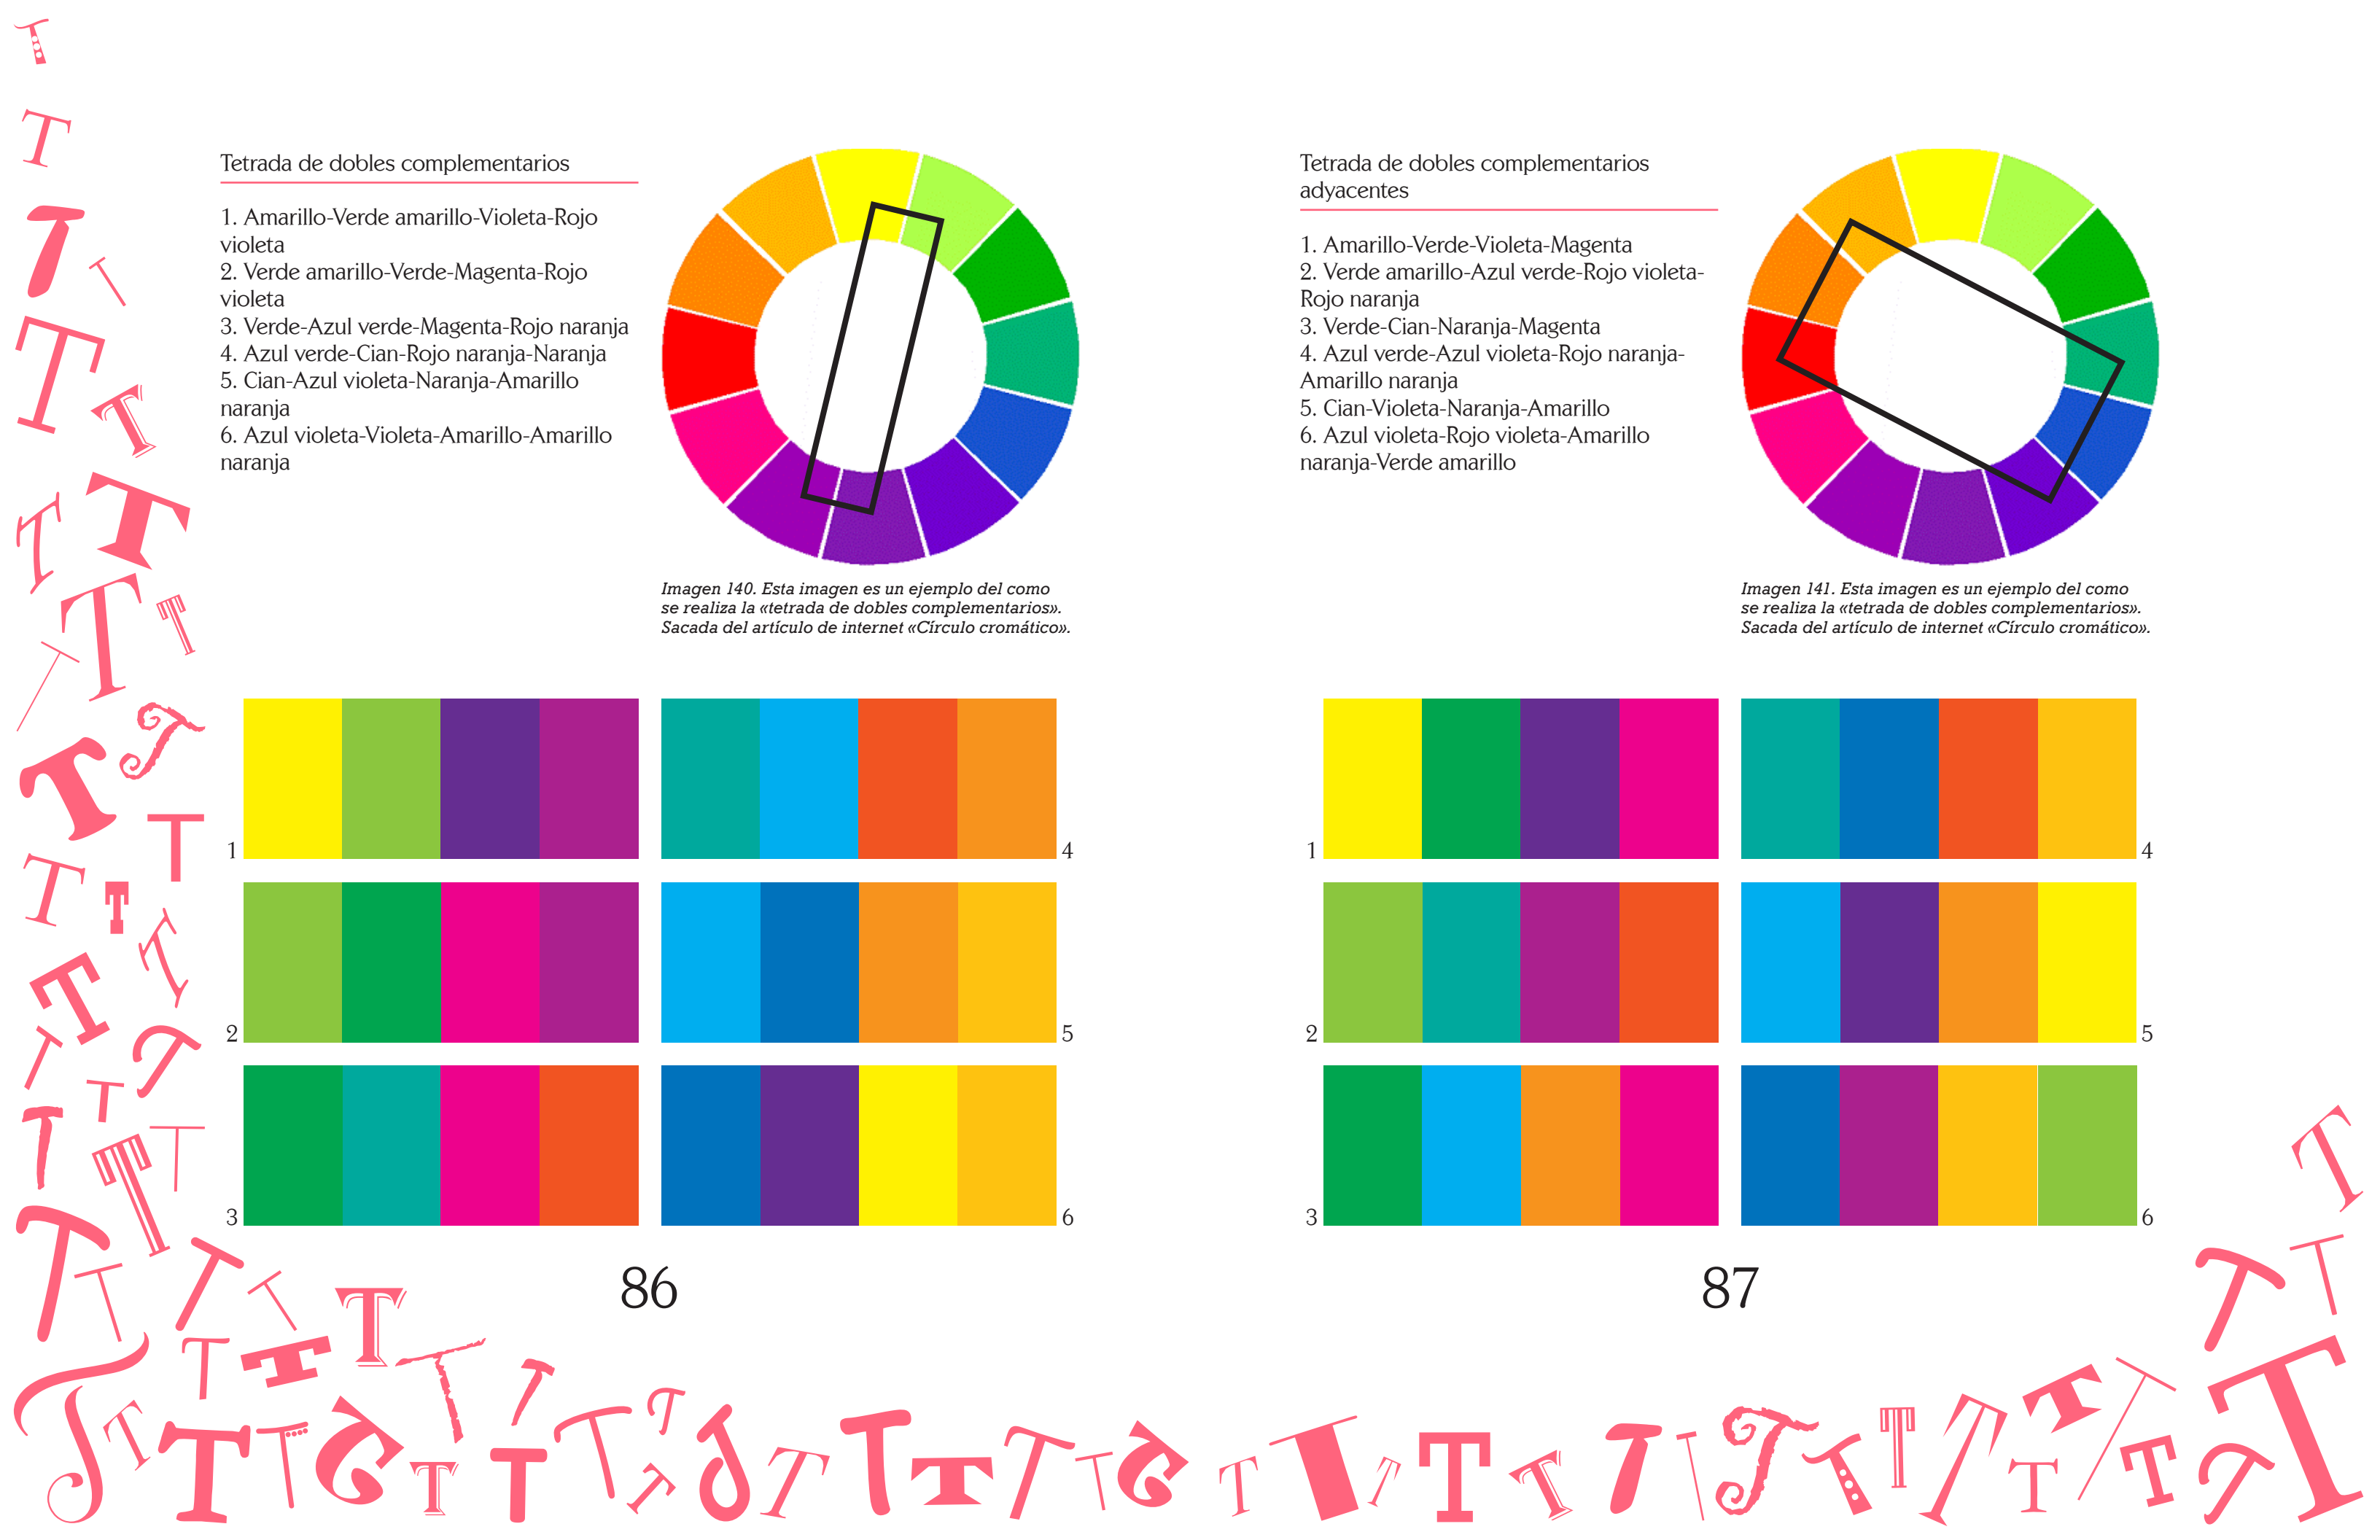 Tetrada de dobles complementarios
1. Amarillo-Verde amarillo-Violeta-Rojo
violeta
2. Verde amarillo-Verde-Magenta-Rojo
violeta
3. Verde-Azul verde-Magenta-Rojo naranja
4. Azul verde-Cian-Rojo naranja-Naranja
5. Cian-Azul violeta-Naranja-Amarillo
naranja
6. Azul violeta-Violeta-Amarillo-Amarillo
naranja
Imagen 140. Esta imagen es un ejemplo del como
se realiza la «tetrada de dobles complementarios».
Sacada del artículo de internet «Círculo cromático».
1
4
2
5
3
6
86
Tetrada de dobles complementarios
adyacentes
1. Amarillo-Verde-Violeta-Magenta
2. Verde amarillo-Azul verde-Rojo violeta-
Rojo naranja
3. Verde-Cian-Naranja-Magenta
4. Azul verde-Azul violeta-Rojo naranja-
Amarillo naranja
5. Cian-Violeta-Naranja-Amarillo
6. Azul violeta-Rojo violeta-Amarillo
naranja-Verde amarillo
Imagen 141. Esta imagen es un ejemplo del como
se realiza la «tetrada de dobles complementarios».
Sacada del artículo de internet «Círculo cromático».
1
4
2
5
3
6
87